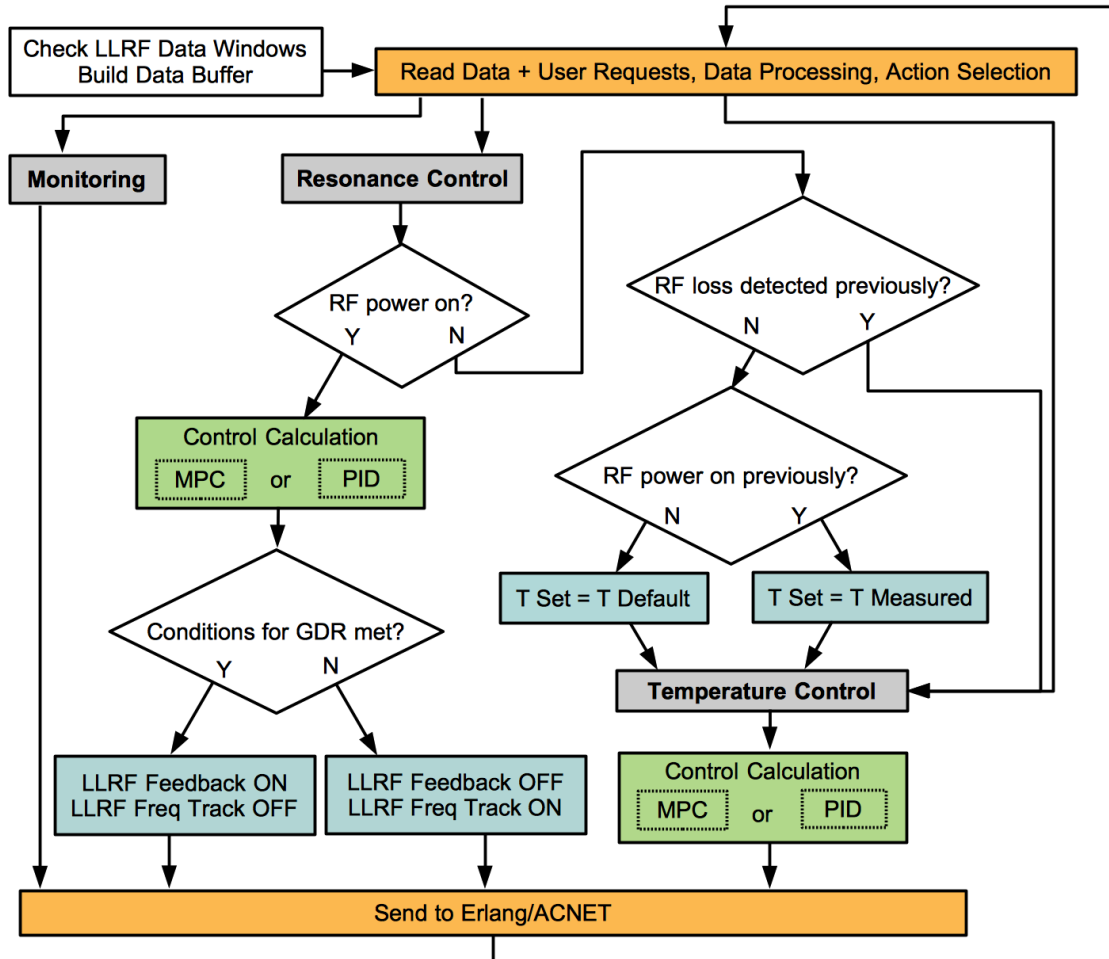 Check LLRF Data Windows
Build Data Buffer
Read Data + User Requests, Data Processing, Action Selection
Monitoring
Resonance Control
RF power on?
Y
N
RF loss detected previously?
N
Y
Control Calculation
MPC or PID
RF power on previously?
N
Y
T Set = T Default
T Set = T Measured
Conditions for GDR met?
Y
N
Temperature Control
LLRF Feedback ON
LLRF Freq Track OFF
LLRF Feedback OFF
LLRF Freq Track ON
Control Calculation
MPC or PID
Send to Erlang/ACNET